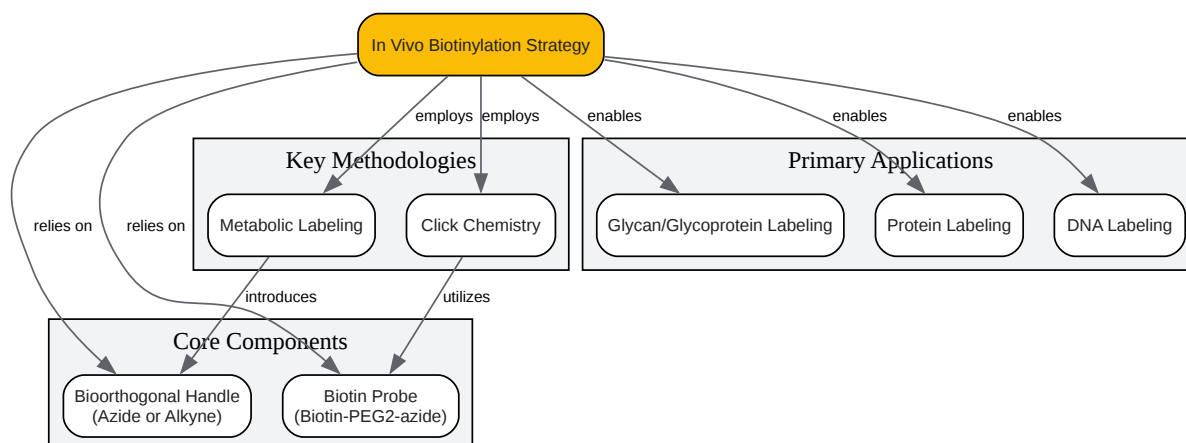 In Vivo Biotinylation Strategy
employs
employs
enables
enables
enables
Key Methodologies
Primary Applications
relies on
relies on
Metabolic Labeling
Click Chemistry
Glycan/Glycoprotein Labeling
Protein Labeling
DNA Labeling
introduces
utilizes
Core Components
Bioorthogonal Handle
(Azide or Alkyne)
Biotin Probe
(Biotin-PEG2-azide)